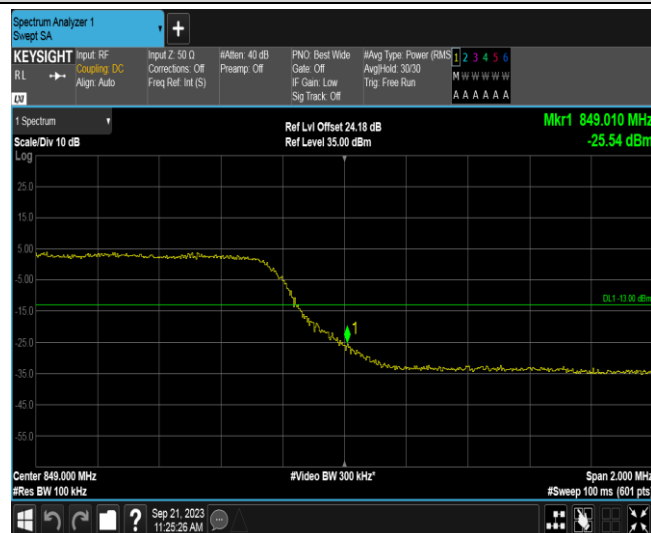 Spectrum Analyzer 1
Swept SA
+
KEYSIGHT
RL
LXI
Input: RF
Coupling: DC
Align: Auto
Input Z: 50 Ω
Corrections: Off
Freq Ref: Int (S)
#Atten: 40 dB
Preamp: Off
PNO: Best Wide
Gate: Off
IF Gain: Low
Sig Track: Off
#Avg Type: Power (RMS
Avg|Hold: 30/30
Trig: Free Run
1 2 3 4 5 6
M W W W W W
A A A A A A
1 Spectrum
Scale/Div 10 dB
Log
Ref Lvl Offset 24.18 dB
Ref Level 35.00 dBm
Mkr1 849.010 MHz
-25.54 dBm
25.0
15.0
5.00
-5.00
DL1 -13.00 dBm
-15.0
1
-25.0
-35.0
-45.0
-55.0
Center 849.000 MHz
#Res BW 100 kHz
#Video BW 300 kHz*
Span 2.000 MHz
#Sweep 100 ms (601 pts)
?
Sep 21, 2023
11:25:26 AM